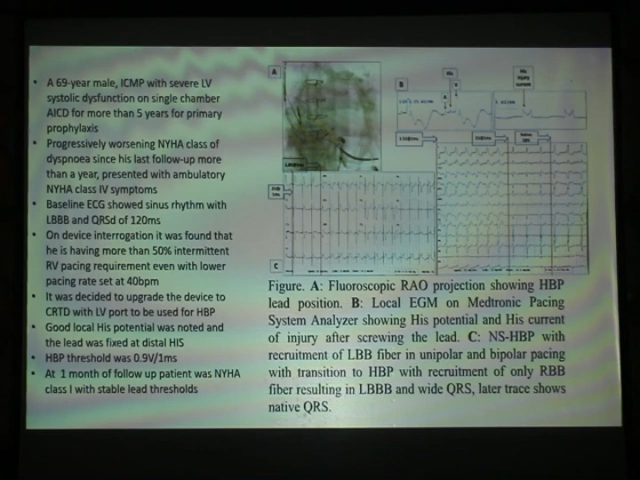 A 69-year male, ICMP with severe LV
systolic dysfunction on single chamber
AICD for more than 5 years for primary
prophylaxis
Progressively worsening NYHA class of
dyspnoea since his last follow-up more
than a year, presented with ambulatory
NYHA class IV symptoms
Baseline ECG showed sinus rhythm with
LBBB and QRSd of 120ms
On device interrogation it was found that
he is having more than 50% intermittent
RV pacing requirement even with lower
pacing rate set at 40bpm
It was decided to upgrade the device to
CRTD with LV port to be used for HBP
Good local His potential was noted and
the lead was fixed at distal HIS
HBP threshold was 0.9V/1ms
At 1 month of follow up patient was NYHA
class I with stable lead thresholds
A
B
His
A
V
His
injury
current
C
Figure. A: Fluoroscopic RAO projection showing HBP
lead position. B: Local EGM on Medtronic Pacing
System Analyzer showing His potential and His current
of injury after screwing the lead. C: NS-HBP with
recruitment of LBB fiber in unipolar and bipolar pacing
with transition to HBP with recruitment of only RBB
fiber resulting in LBBB and wide QRS, later trace shows
native QRS.